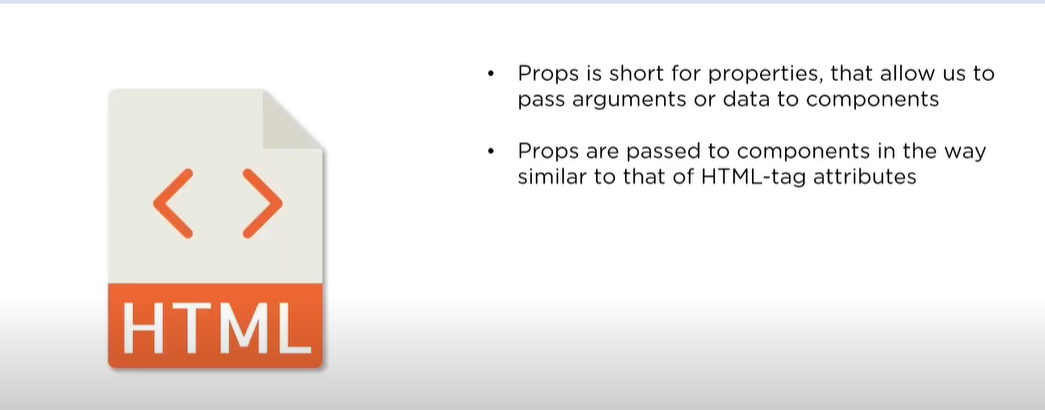 • Props is short for properties, that allow us to
pass arguments or data to components
• Props are passed to components in the way
similar to that of HTML-tag attributes
< >
HTML